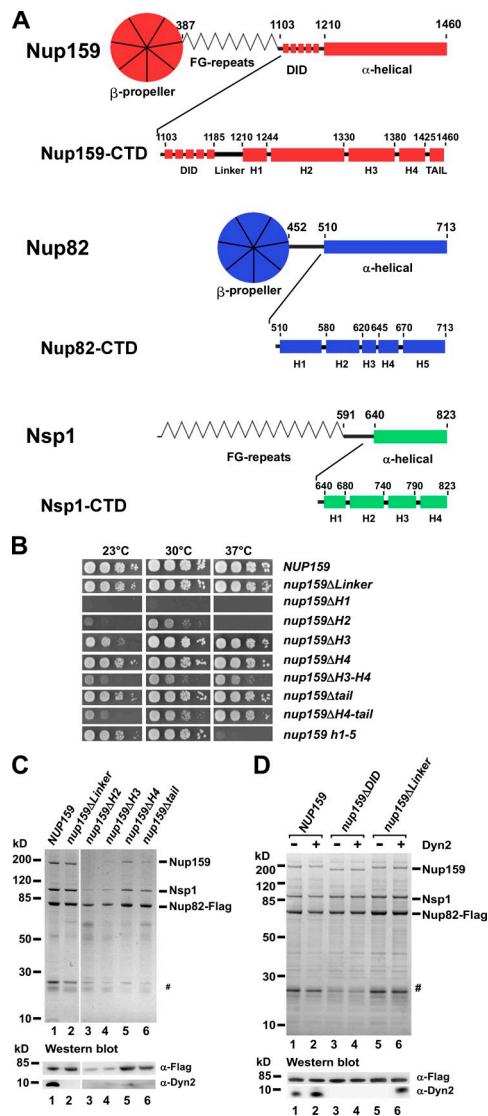 A
387 1103 1210 1460
Nup159
FG-repeats DID α-helical
β-propeller
1103 1185 1210 1244 1330 1380 1425 1460
Nup159-CTD
DID Linker H1 H2 H3 H4 TAIL
452 510 713
Nup82
α-helical
β-propeller
510 580 620 645 670 713
Nup82-CTD
H1 H2 H3 H4 H5
591 640 823
Nsp1
FG-repeats α-helical
640 680 740 790 823
Nsp1-CTD
H1 H2 H3 H4
B
23°C 30°C 37°C
NUP159
nup159ΔLinker
nup159ΔH1
nup159ΔH2
nup159ΔH3
nup159ΔH4
nup159ΔH3-H4
nup159Δtail
nup159ΔH4-tail
nup159 h1-5
C
NUP159 nup159ΔLinker nup159ΔH2 nup159ΔH3 nup159ΔH4 nup159Δtail
kD
200 Nup159
120
Nsp1
85
Nup82-Flag
50
30
#
20
10
1 2 3 4 5 6
kD Western blot
85 α-Flag
10 α-Dyn2
1 2 3 4 5 6
D
NUP159 nup159ΔDID nup159ΔLinker
- + - + - + Dyn2
kD
200 Nup159
120
Nsp1
85
Nup82-Flag
50
30
#
20
10
1 2 3 4 5 6
kD Western blot
85 α-Flag
10 α-Dyn2
1 2 3 4 5 6